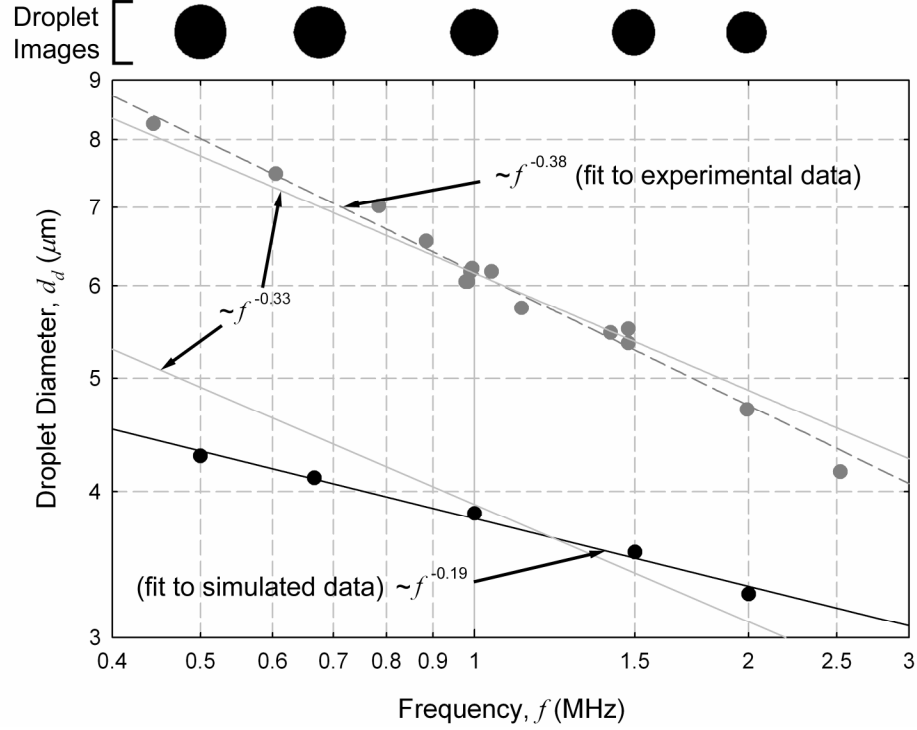 Droplet
Images
9
8
7
6
5
4
3
Droplet Diameter, d_d (μm)
~f^-0.38 (fit to experimental data)
~f^-0.33
(fit to simulated data) ~f^-0.19
0.4 0.5 0.6 0.7 0.8 0.9 1 1.5 2 2.5 3
Frequency, f (MHz)